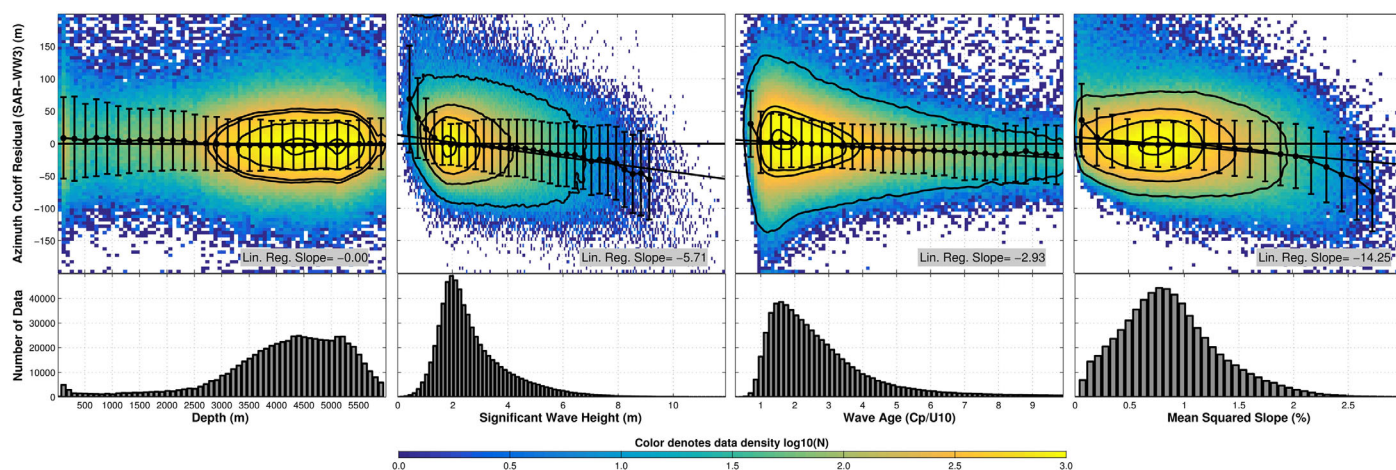 Azimuth Cutoff Residual (SAR−WW3) (m)
150
100
50
0
−50
−100
−150
Lin. Reg. Slope= −0.00
Lin. Reg. Slope= −5.71
Lin. Reg. Slope= −2.93
Lin. Reg. Slope= −14.25
Number of Data
40000
30000
20000
10000
0
500 1000 1500 2000 2500 3000 3500 4000 4500 5000 5500
0 2 4 6 8 10
1 2 3 4 5 6 7 8 9
0 0.5 1 1.5 2 2.5
Depth (m)
Significant Wave Height (m)
Wave Age (Cp/U10)
Mean Squared Slope (%)
Color denotes data density log10(N)
0.0 0.5 1.0 1.5 2.0 2.5 3.0